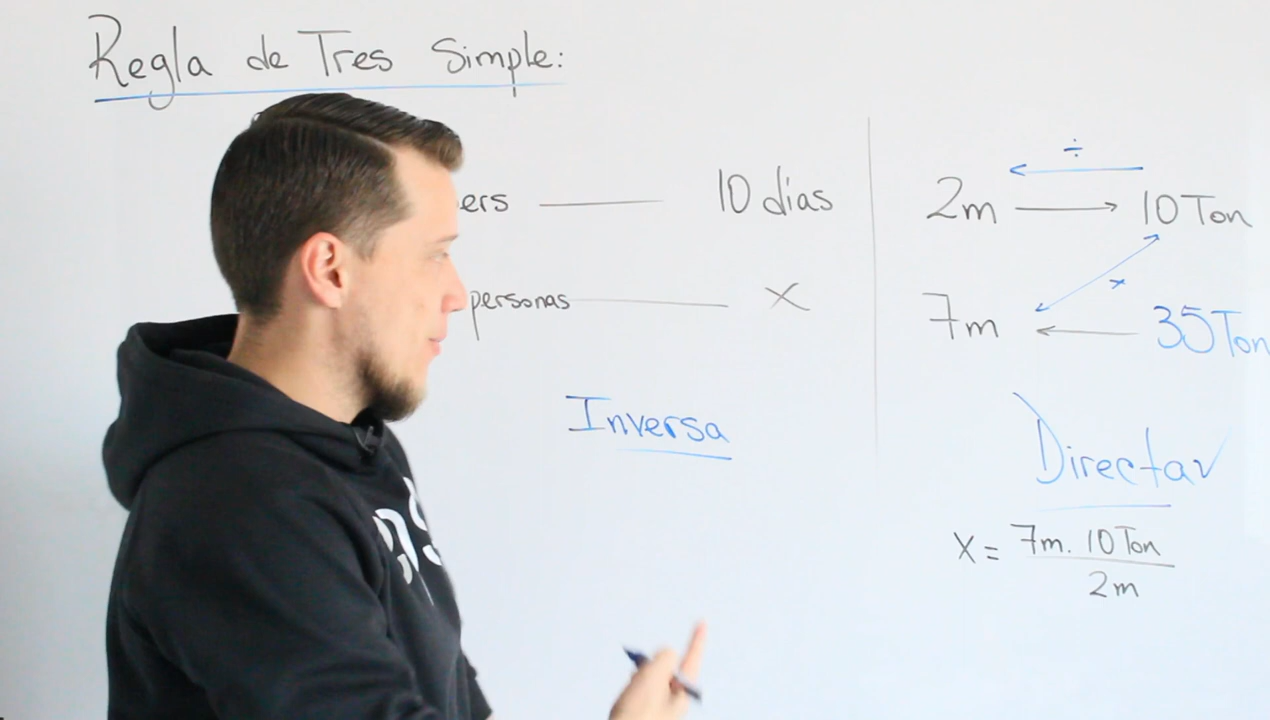 Regla de Tres Simple:
ers — 10 dias
personas — x
Inversa
÷
2m → 10 Ton
x
7m ← 35 Ton
Directa ✓
X = 7m. 10 Ton
2m